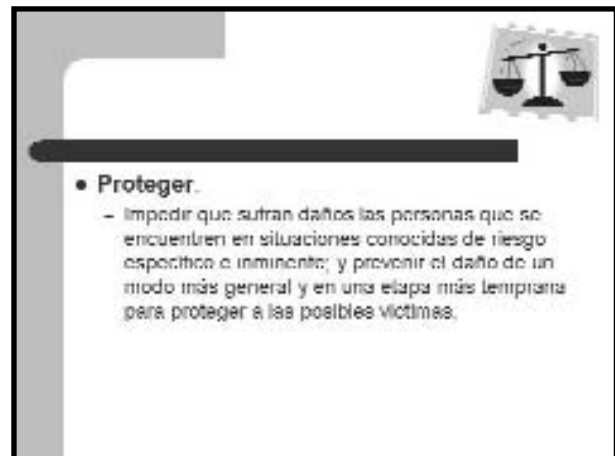 • Proteger.
– Impedir que sufran daños las personas que se
encuentren en situaciones conocidas de riesgo
específico e inminente; y prevenir el daño de un
modo más general y en una etapa más temprana
para proteger a las posibles víctimas.